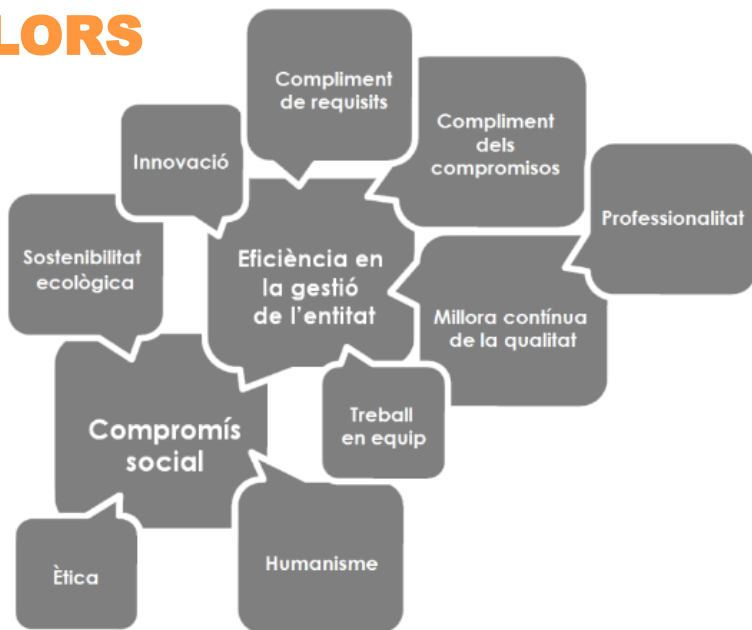 LORS
Compliment
de requisits
Compliment
dels
compromisos
Innovació
Professionalitat
Sostenibilitat
ecològica
Eficiència en
la gestió
de l’entitat
Millora contínua
de la qualitat
Treball
en equip
Compromís
social
Humanisme
Ètica